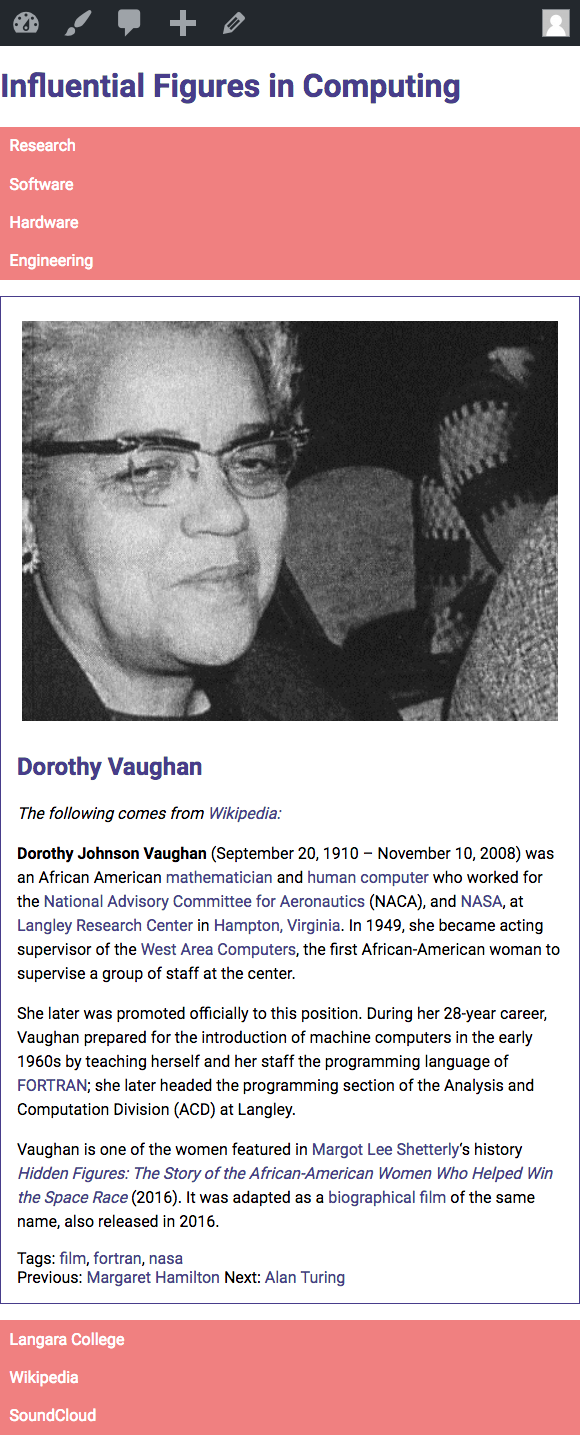 Influential Figures in Computing
Research
Software
Hardware
Engineering
Dorothy Vaughan
The following comes from Wikipedia:
Dorothy Johnson Vaughan (September 20, 1910 – November 10, 2008) was
an African American mathematician and human computer who worked for
the National Advisory Committee for Aeronautics (NACA), and NASA, at
Langley Research Center in Hampton, Virginia. In 1949, she became acting
supervisor of the West Area Computers, the first African-American woman to
supervise a group of staff at the center.
She later was promoted officially to this position. During her 28-year career,
Vaughan prepared for the introduction of machine computers in the early
1960s by teaching herself and her staff the programming language of
FORTRAN; she later headed the programming section of the Analysis and
Computation Division (ACD) at Langley.
Vaughan is one of the women featured in Margot Lee Shetterly‘s history
Hidden Figures: The Story of the African-American Women Who Helped Win
the Space Race (2016). It was adapted as a biographical film of the same
name, also released in 2016.
Tags: film, fortran, nasa
Previous: Margaret Hamilton Next: Alan Turing
Langara College
Wikipedia
SoundCloud